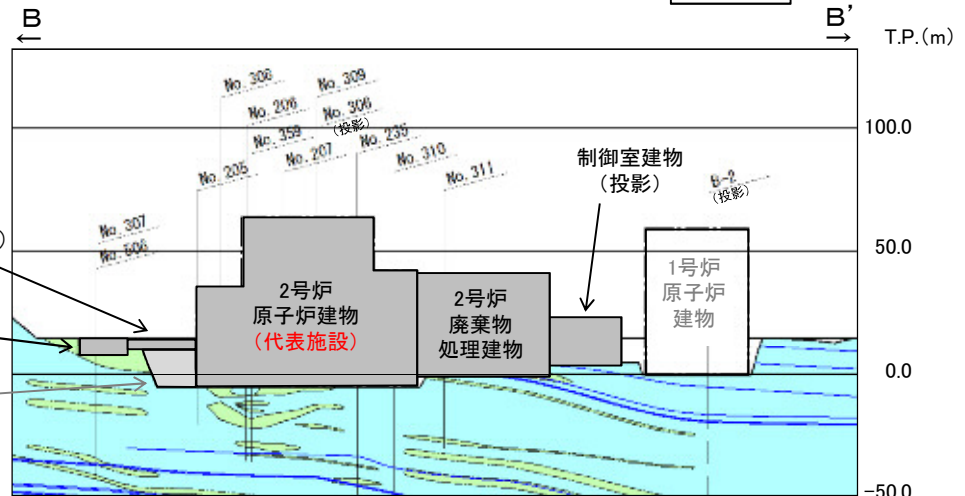 B
B’
T.P.(m)
No. 308
No. 309
No. 206
No. 306
(投影)
No. 359
No. 235
No. 207
No. 310
No. 205
No. 311
制御室建物
(投影)
B-2
(投影)
100.0
No. 307
No. 606
)
50.0
2号炉
原子炉建物
(代表施設)
2号炉
廃棄物
処理建物
1号炉
原子炉
建物
0.0
-50.0